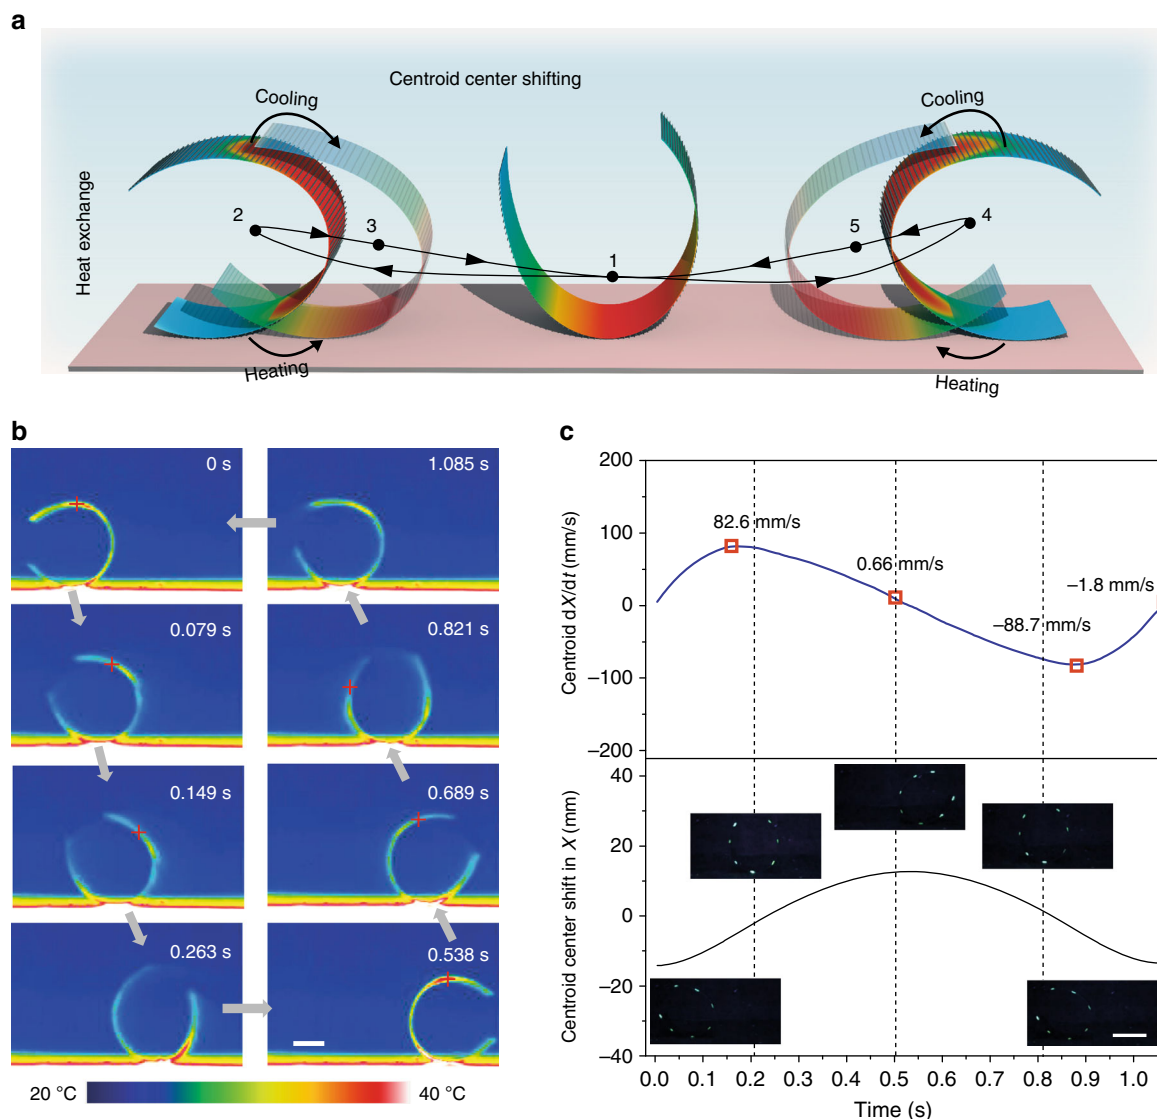 a
Centroid center shifting
Cooling
Cooling
Heat exchange
2
3
1
5
4
Heating
Heating
b
0 s
1.085 s
0.079 s
0.821 s
0.149 s
0.689 s
0.263 s
0.538 s
20 °C
40 °C
c
200
100
0
−100
−200
Centroid dX/dt (mm/s)
82.6 mm/s
0.66 mm/s
−1.8 mm/s
−88.7 mm/s
40
20
0
−20
−40
Centroid center shift in X (mm)
0.0 0.1 0.2 0.3 0.4 0.5 0.6 0.7 0.8 0.9 1.0
Time (s)